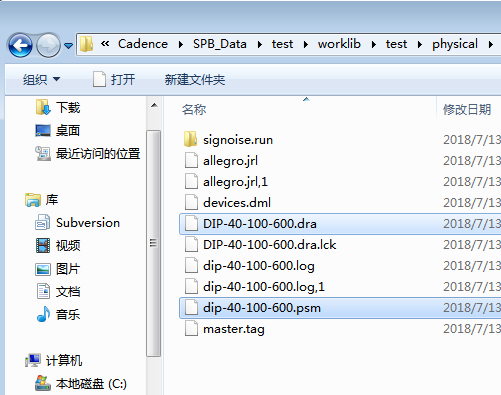 « Cadence ▸ SPB_Data ▸ test ▸ worklib ▸ test ▸ physical ▸
组织 ▼ 打开 新建文件夹
下载
桌面
最近访问的位置
库
Subversion
视频
图片
文档
音乐
计算机
本地磁盘 (C:)
名称 修改日期
signoise.run 2018/7/13
allegro.jrl 2018/7/13
allegro.jrl,1 2018/7/13
devices.dml 2018/7/13
DIP-40-100-600.dra 2018/7/13
DIP-40-100-600.dra.lck 2018/7/13
dip-40-100-600.log 2018/7/13
dip-40-100-600.log,1 2018/7/13
dip-40-100-600.psm 2018/7/13
master.tag 2018/7/13